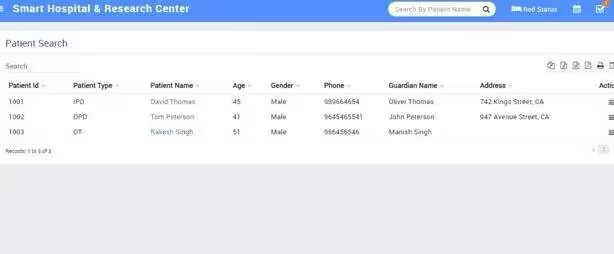 Smart Hospital & Research Center
Search By Patient Name
Bed Status
Patient Search
Search...
Patient Id Patient Type Patient Name Age Gender Phone Guardian Name Address Actio
1001 IPD David Thomas 45 Male 989664654 Oliver Thomas 742 Kings Street, CA
1002 OPD Tom Peterson 41 Male 9645465541 John Peterson 947 Avenue Street, CA
1003 OT Rakesh Singh 51 Male 986456546 Manish Singh
Records: 1 to 3 of 3
1